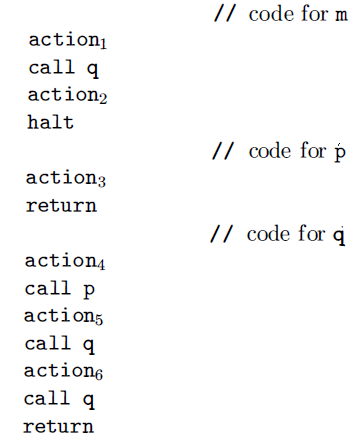 // code for m
action₁
call q
action₂
halt
// code for p
action₃
return
// code for q
action₄
call p
action₅
call q
action₆
call q
return